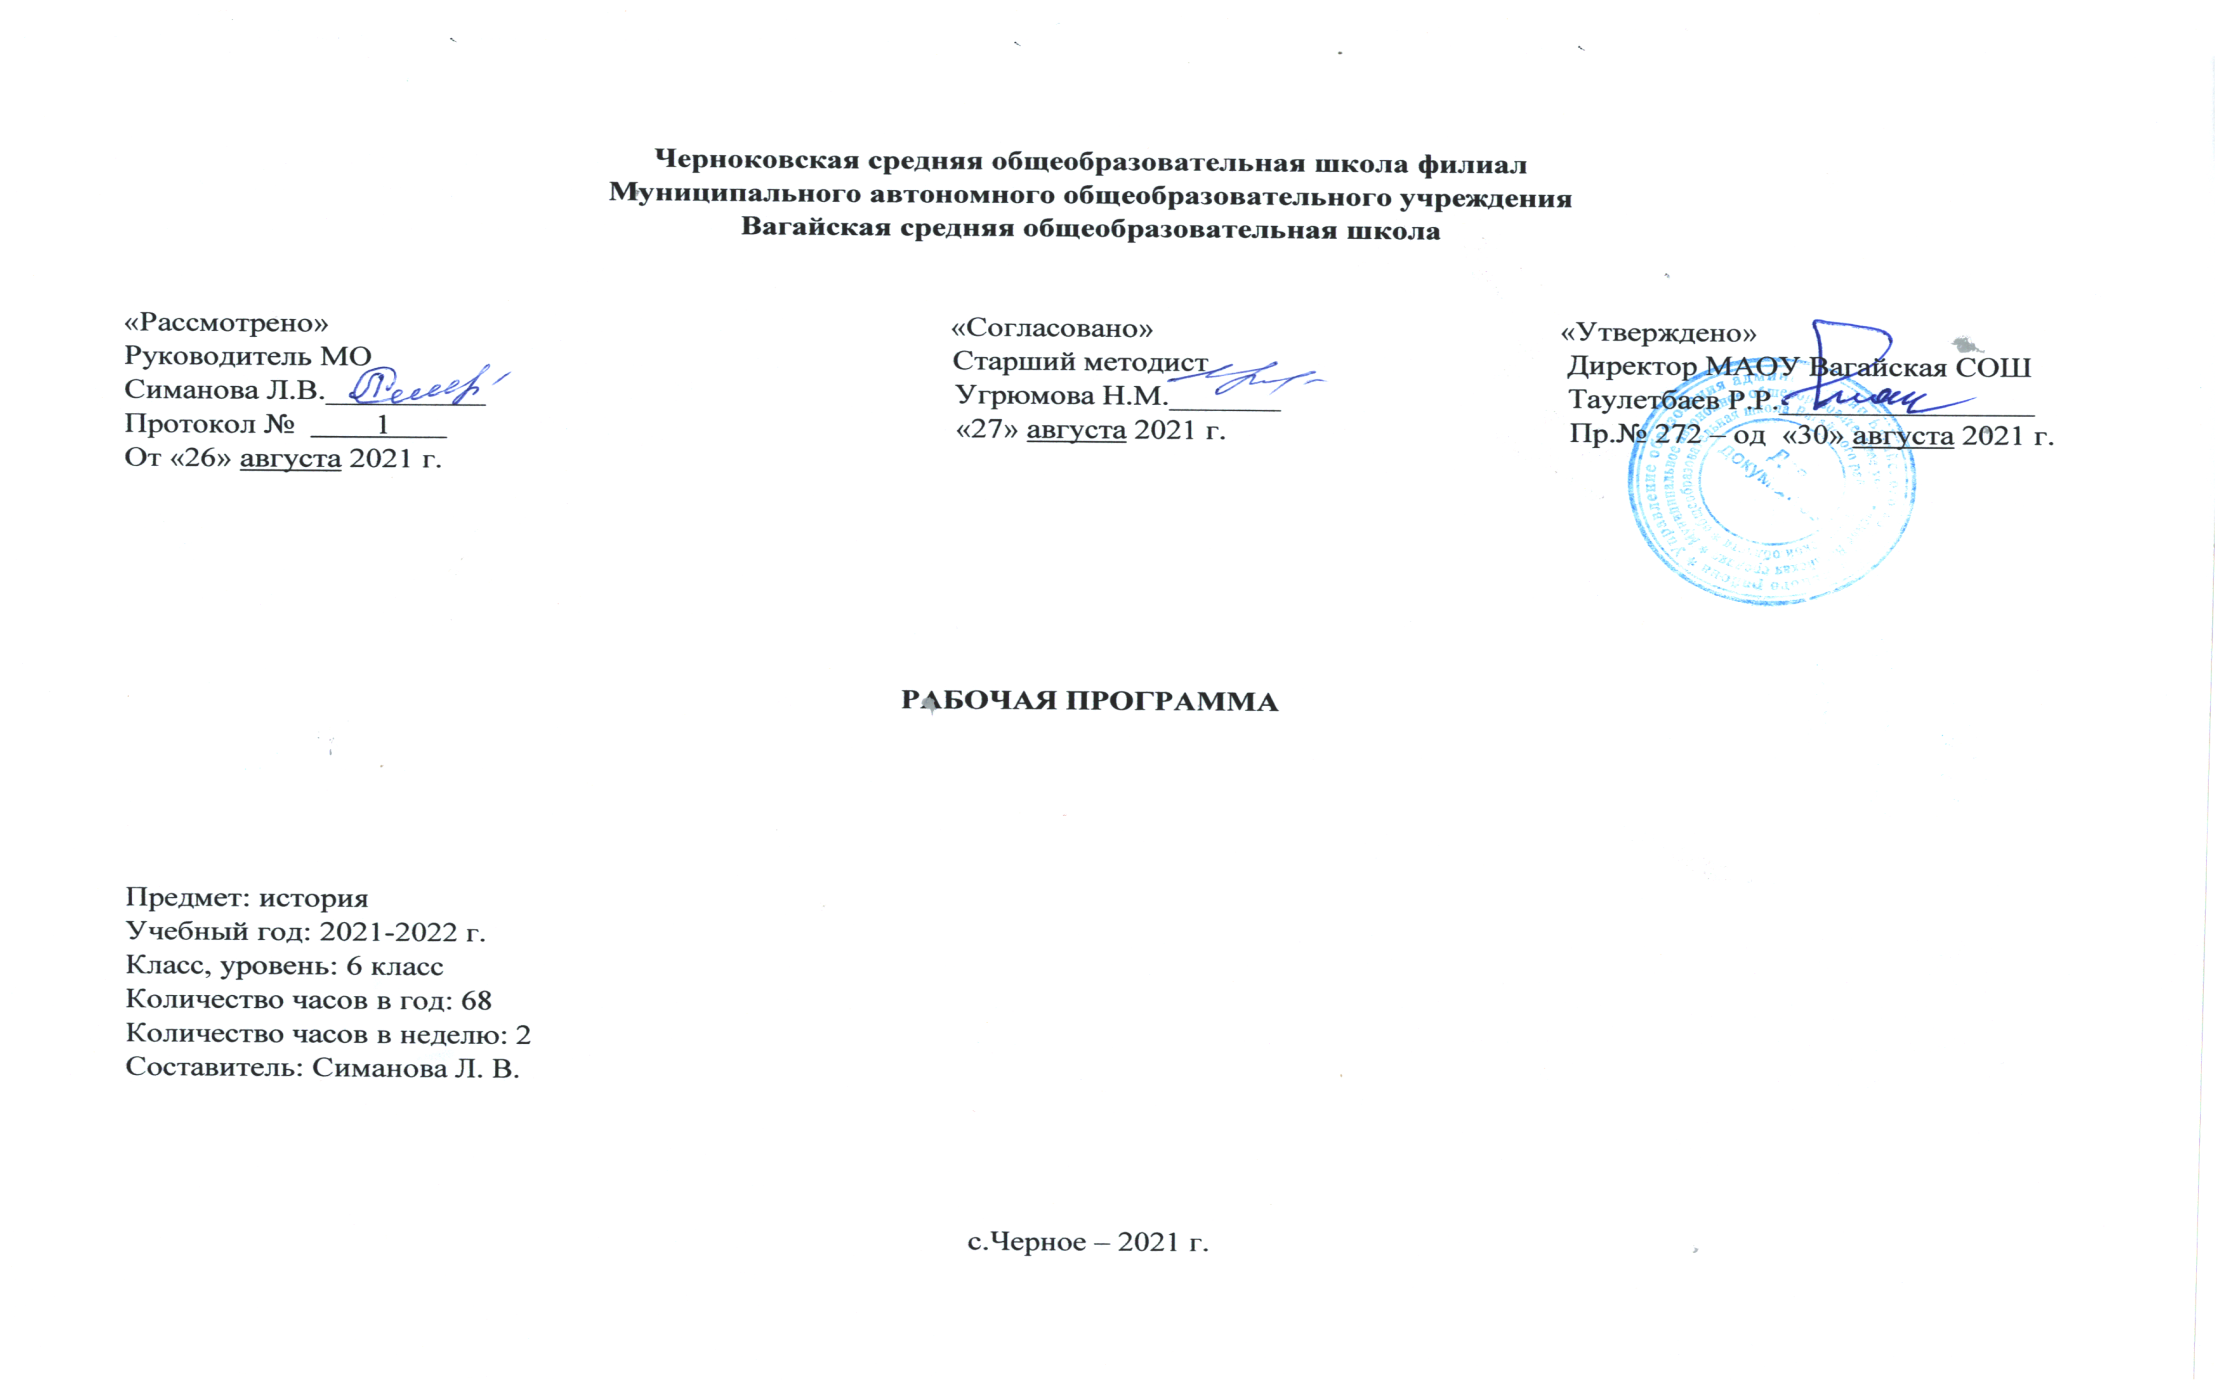 Черноковская средняя общеобразовательная школа филиал
Муниципального автономного общеобразовательного учреждения
Вагайская средняя общеобразовательная школа
«Рассмотрено»
Руководитель МО
Симанова Л.В.___________
Протокол № 1
От «26» августа 2021 г.
«Согласовано»
Старший методист
Угрюмова Н.М.________
«27» августа 2021 г.
«Утверждено»
Директор МАОУ Вагайская СОШ
Таулетбаев Р.Р.__________________
Пр.№ 272 – од «30» августа 2021 г.
РАБОЧАЯ ПРОГРАММА
Предмет: история
Учебный год: 2021-2022 г.
Класс, уровень: 6 класс
Количество часов в год: 68
Количество часов в неделю: 2
Составитель: Симанова Л. В.
с.Черное – 2021 г.